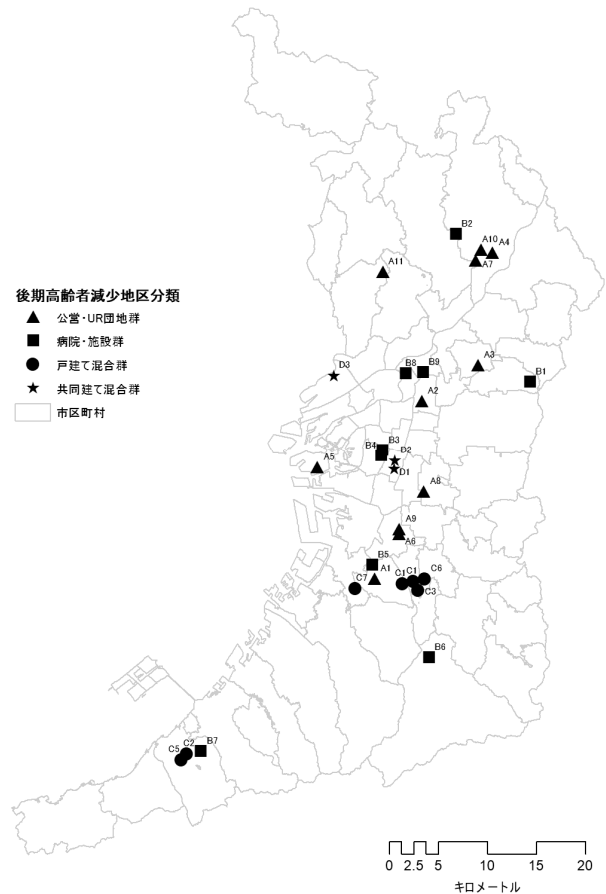 B2
A10
A4
A7
A11
後期高齢者減少地区分類
公営・UR団地群
病院・施設群
戸建て混合群
共同建て混合群
市区町村
D3
B8
B9
A3
B1
A2
B4
B3
D2
D1
A5
A8
A9
A6
B5
A1
C7
C1
C1
C6
C3
B6
C5
C2
B7
0 2.5 5 10 15 20
キロメートル